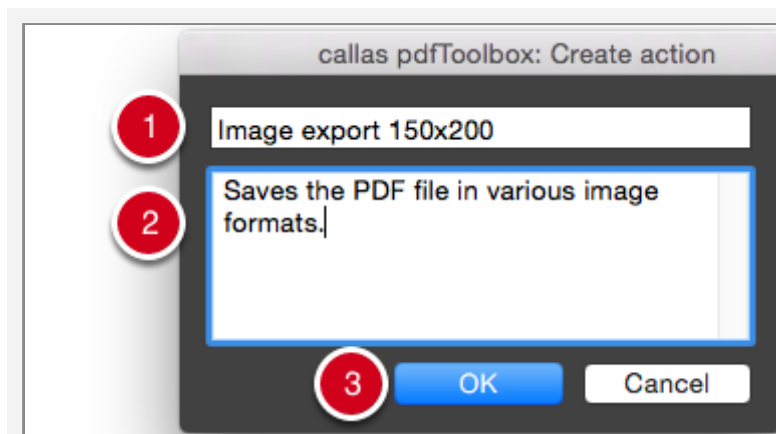 callas pdfToolbox: Create action
1
Image export 150x200
2
Saves the PDF file in various image
formats.
3
OK
Cancel